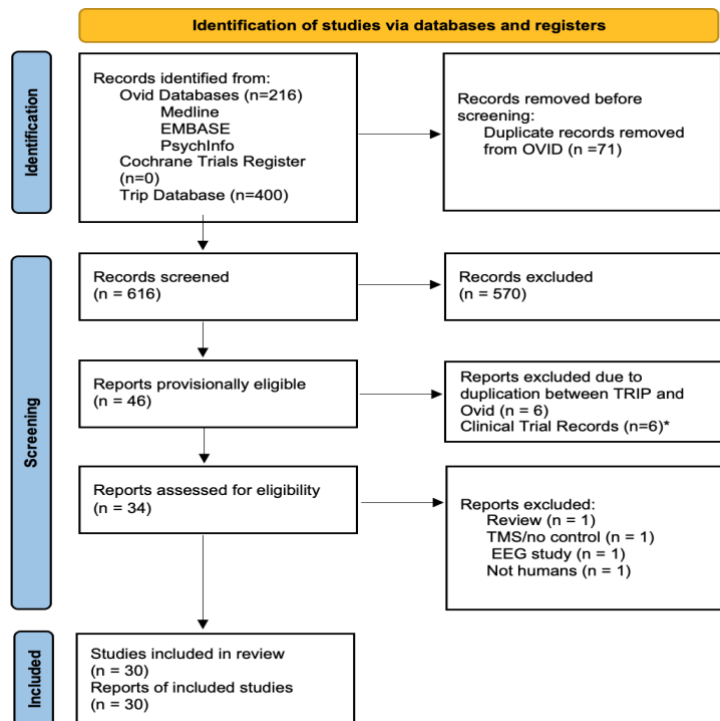 Identification of studies via databases and registers
Identification
Records identified from:
Ovid Databases (n=216)
Medline
EMBASE
PsychInfo
Cochrane Trials Register
(n=0)
Trip Database (n=400)
Records removed before
screening:
Duplicate records removed
from OVID (n =71)
Screening
Records screened
(n = 616)
Records excluded
(n = 570)
Reports provisionally eligible
(n = 46)
Reports excluded due to
duplication between TRIP and
Ovid (n = 6)
Clinical Trial Records (n=6)*
Reports assessed for eligibility
(n = 34)
Reports excluded:
Review (n = 1)
TMS/no control (n = 1)
EEG study (n = 1)
Not humans (n = 1)
Included
Studies included in review
(n = 30)
Reports of included studies
(n = 30)